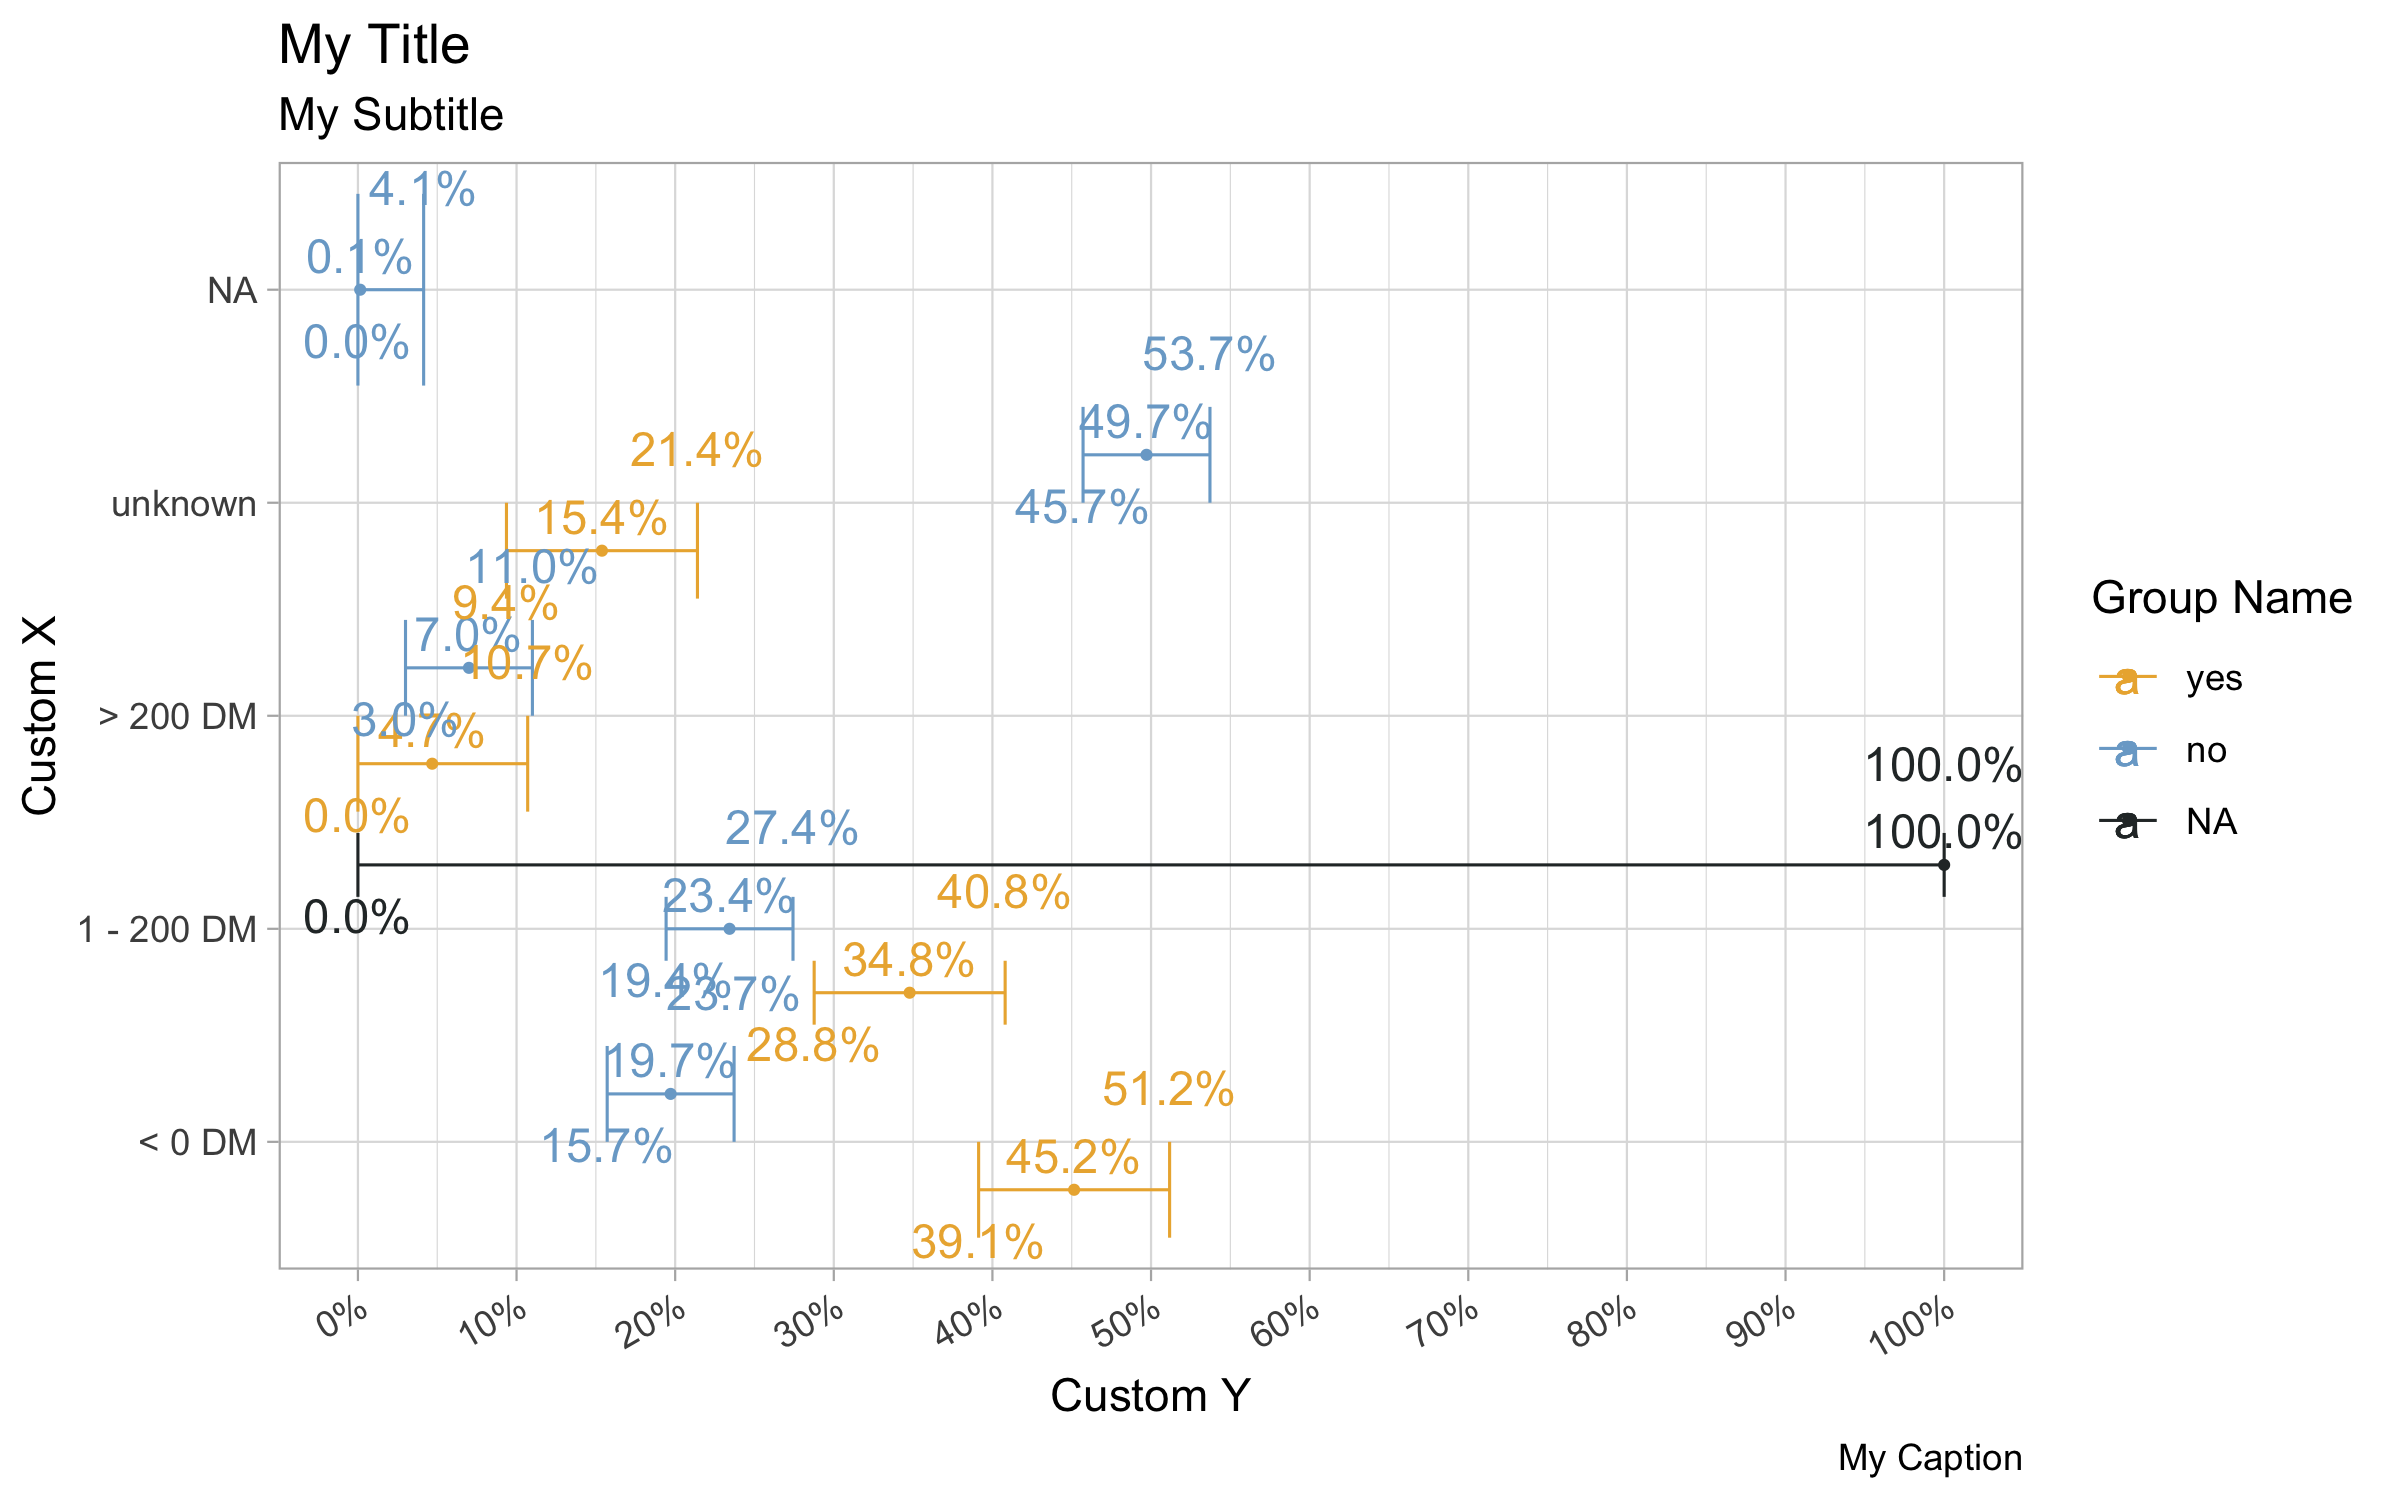 My Title
My Subtitle
4.1%
0.1%
NA
0.0%
53.7%
49.7%
21.4%
unknown
45.7%
15.4%
11.0%
9.4%
7.0%
10.7%
> 200 DM
3.0%
4.7%
0.0%
100.0%
27.4%
100.0%
23.4%
40.8%
0.0%
1 - 200 DM
34.8%
19.4%
23.7%
28.8%
19.7%
51.2%
< 0 DM
15.7%
45.2%
39.1%
Custom X
0%
10%
20%
30%
40%
50%
60%
70%
80%
90%
100%
Custom Y
Group Name
a yes
a no
a NA
My Caption